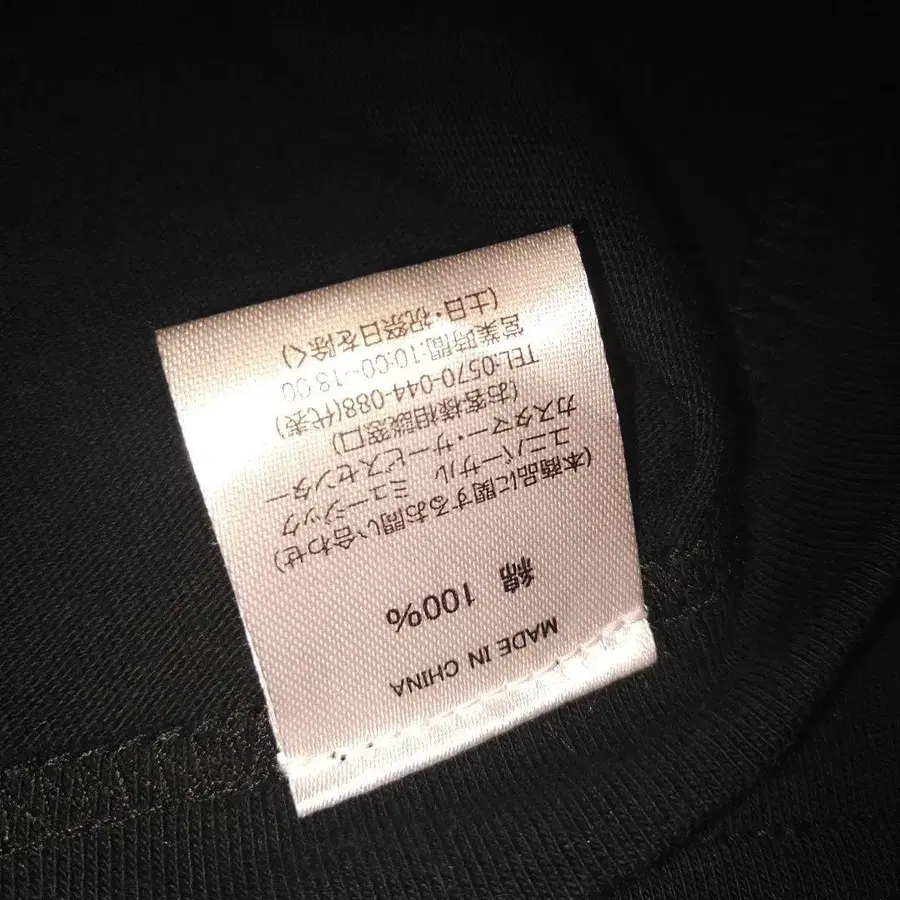 MADE IN CHINA
綿 100%
(本商品に関するお問い合わせ)
ユニバーサル ミュージック
カスタマー・サービスセンター
(お客様相談窓口)
TEL:0570-044-088(代表)
営業時間:10:00~18:00
(土日・祝祭日を除く)